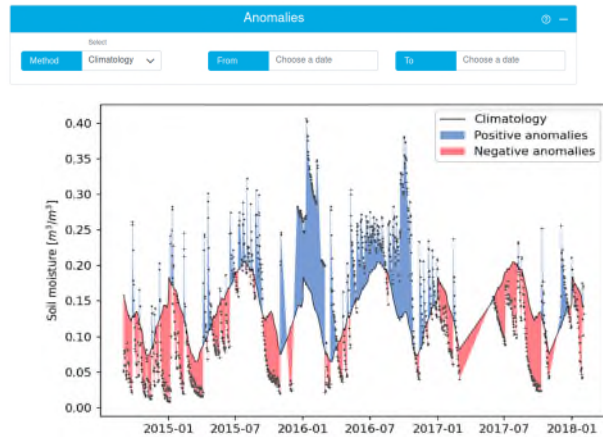 Anomalies
Select
Method Climatology From Choose a date To Choose a date
Climatology
Positive anomalies
Negative anomalies
Soil moisture [m³/m³]
0.40
0.35
0.30
0.25
0.20
0.15
0.10
0.05
0.00
2015-01 2015-07 2016-01 2016-07 2017-01 2017-07 2018-01